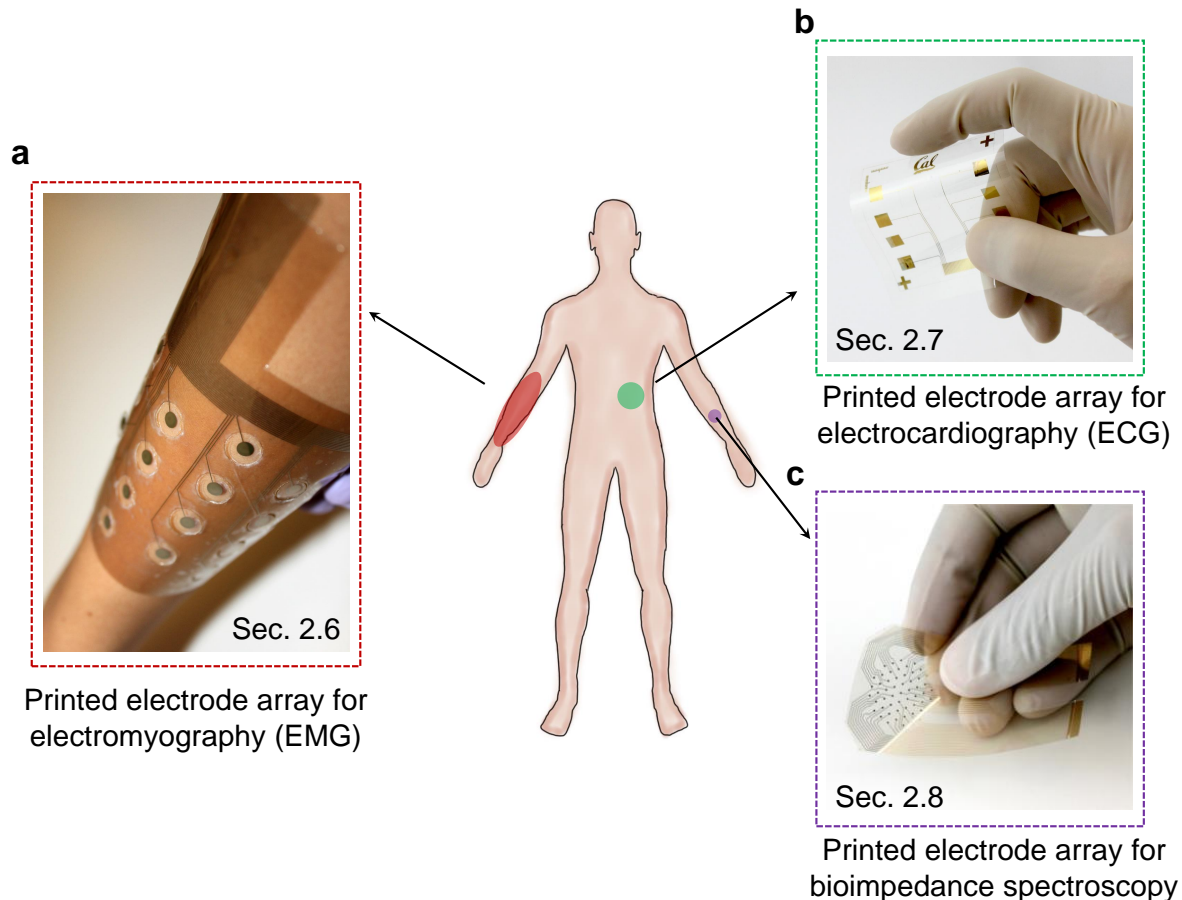 a
Sec. 2.6
Printed electrode array for
electromyography (EMG)
b
Cal
Sec. 2.7
Printed electrode array for
electrocardiography (ECG)
c
Sec. 2.8
Printed electrode array for
bioimpedance spectroscopy